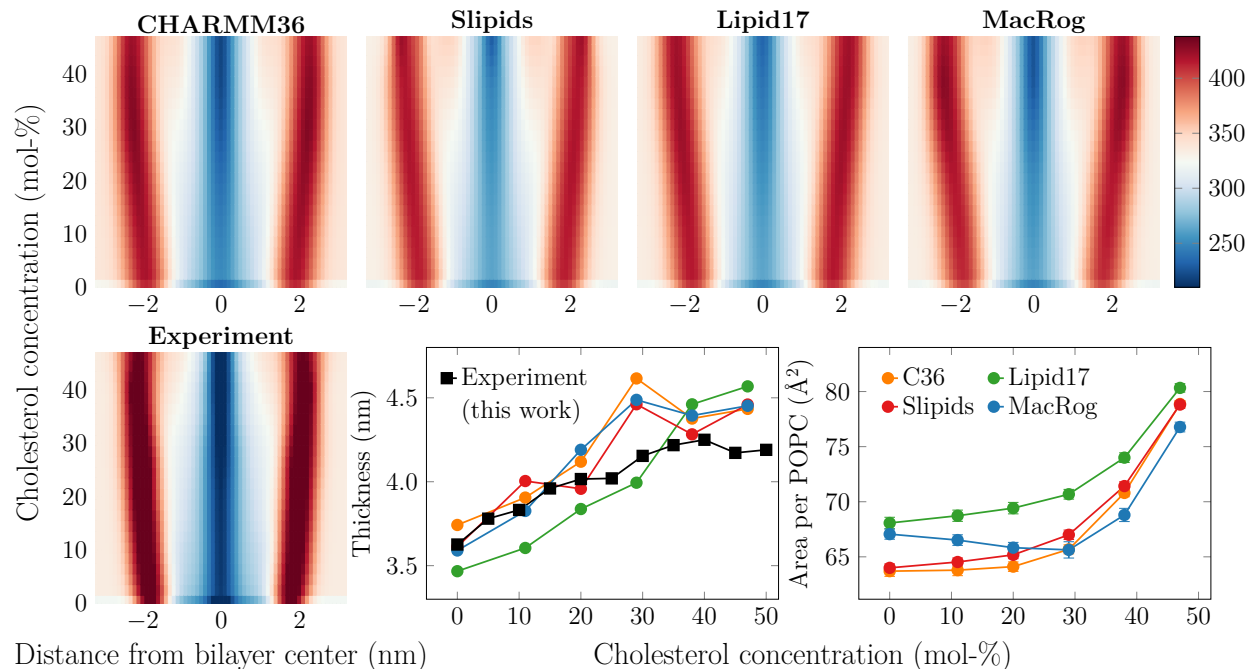 CHARMM36
Slipids
Lipid17
MacRog
Cholesterol concentration (mol-%)
40
30
20
10
0
−2 0 2
−2 0 2
−2 0 2
−2 0 2
400
350
300
250
Experiment
40
30
20
10
0
−2 0 2
Distance from bilayer center (nm)
Thickness (nm)
4.5
4.0
3.5
Experiment
(this work)
0 10 20 30 40 50
Area per POPC (Å²)
80
75
70
65
C36
Lipid17
Slipids
MacRog
0 10 20 30 40 50
Cholesterol concentration (mol-%)